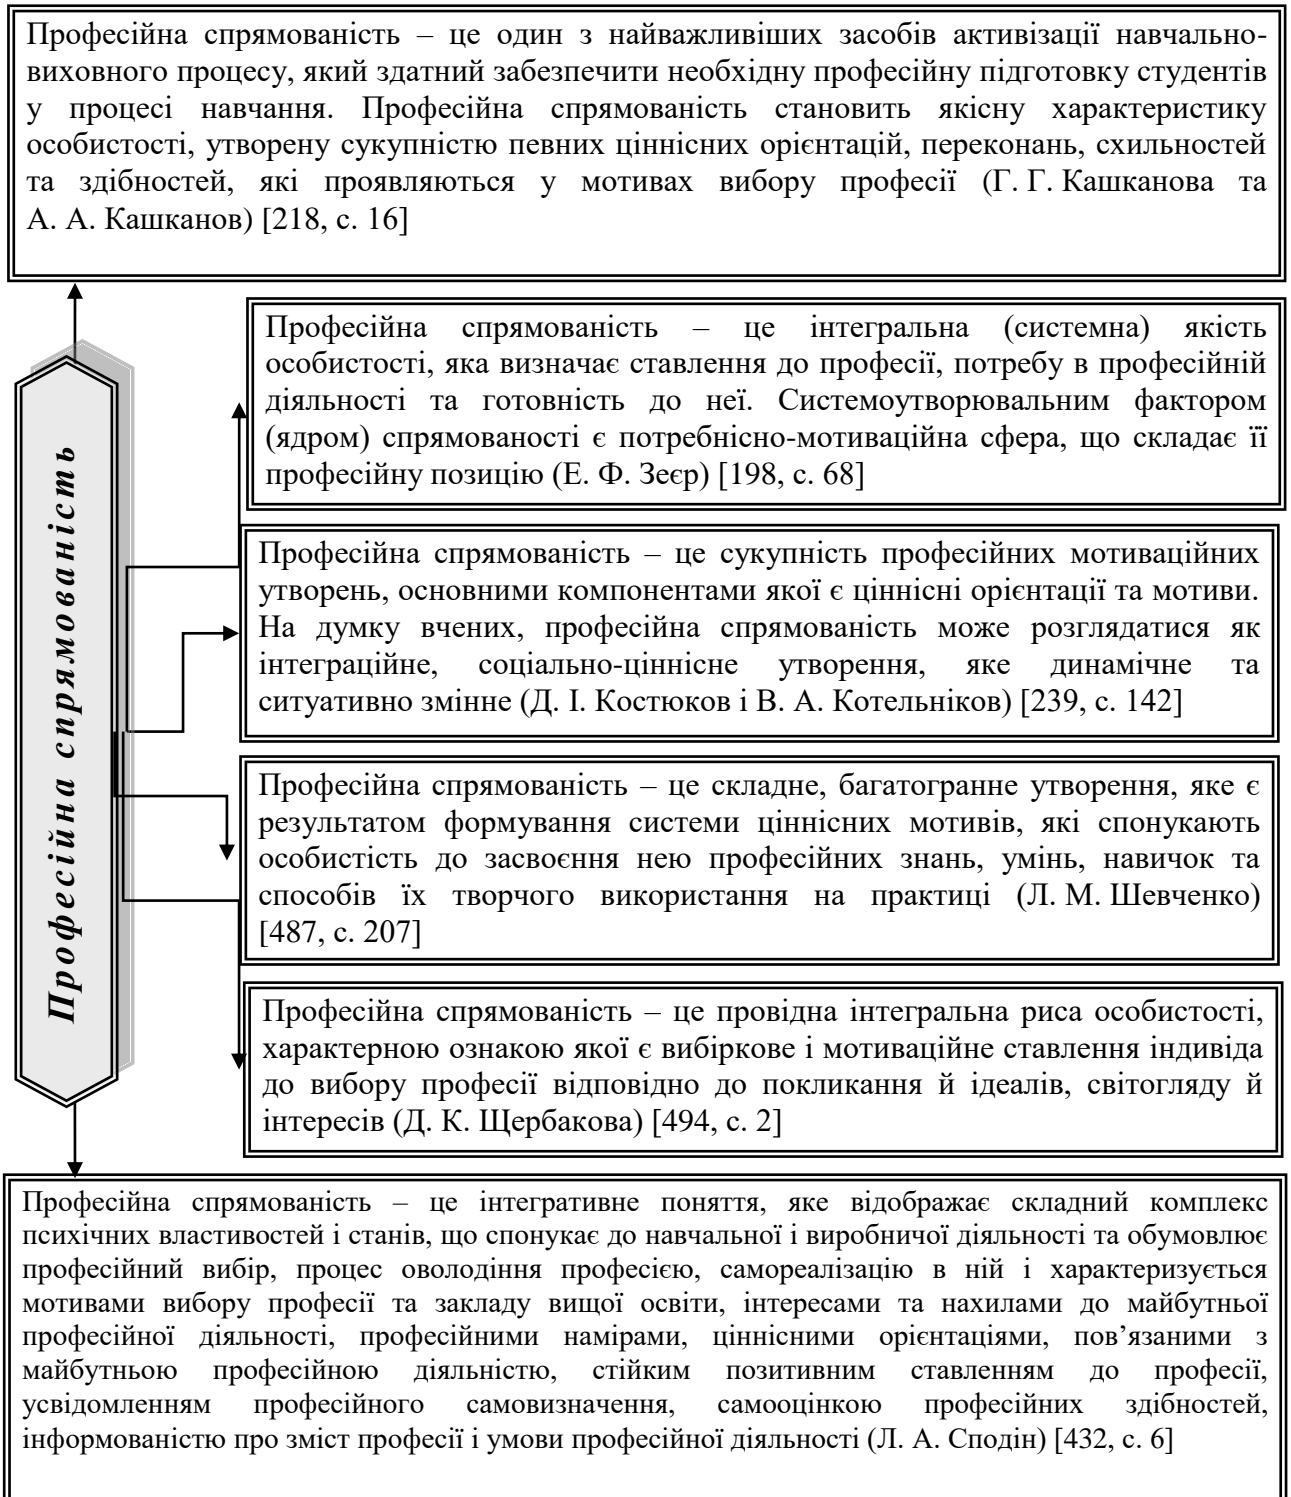 Професійна спрямованість – це один з найважливіших засобів активізації навчально-
виховного процесу, який здатний забезпечити необхідну професійну підготовку студентів
у процесі навчання. Професійна спрямованість становить якісну характеристику
особистості, утворену сукупністю певних ціннісних орієнтацій, переконань, схильностей
та здібностей, які проявляються у мотивах вибору професії (Г. Г. Кашканова та
А. А. Кашканов) [218, с. 16]
Професійна спрямованість
Професійна спрямованість – це інтегральна (системна) якість
особистості, яка визначає ставлення до професії, потребу в професійній
діяльності та готовність до неї. Системоутворювальним фактором
(ядром) спрямованості є потребнісно-мотиваційна сфера, що складає її
професійну позицію (Е. Ф. Зеєр) [198, с. 68]
Професійна спрямованість – це сукупність професійних мотиваційних
утворень, основними компонентами якої є ціннісні орієнтації та мотиви.
На думку вчених, професійна спрямованість може розглядатися як
інтеграційне, соціально-ціннісне утворення, яке динамічне та
ситуативно змінне (Д. І. Костюков і В. А. Котельніков) [239, с. 142]
Професійна спрямованість – це складне, багатогранне утворення, яке є
результатом формування системи ціннісних мотивів, які спонукають
особистість до засвоєння нею професійних знань, умінь, навичок та
способів їх творчого використання на практиці (Л. М. Шевченко)
[487, с. 207]
Професійна спрямованість – це провідна інтегральна риса особистості,
характерною ознакою якої є вибіркове і мотиваційне ставлення індивіда
до вибору професії відповідно до покликання й ідеалів, світогляду й
інтересів (Д. К. Щербакова) [494, с. 2]
Професійна спрямованість – це інтегративне поняття, яке відображає складний комплекс
психічних властивостей і станів, що спонукає до навчальної і виробничої діяльності та обумовлює
професійний вибір, процес оволодіння професією, самореалізацію в ній і характеризується
мотивами вибору професії та закладу вищої освіти, інтересами та нахилами до майбутньої
професійної діяльності, професійними намірами, ціннісними орієнтаціями, пов’язаними з
майбутньою професійною діяльністю, стійким позитивним ставленням до професії,
усвідомленням професійного самовизначення, самооцінкою професійних здібностей,
інформованістю про зміст професії і умови професійної діяльності (Л. А. Сподін) [432, с. 6]